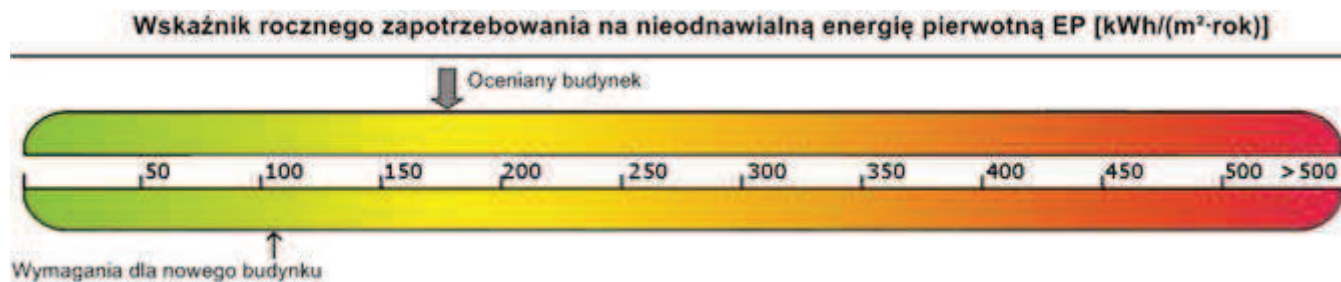 Wskaźnik rocznego zapotrzebowania na nieodnawialną energię pierwotną EP [kWh/(m²·rok)]
Oceniany budynek
50 100 150 200 250 300 350 400 450 500 >500
Wymagania dla nowego budynku